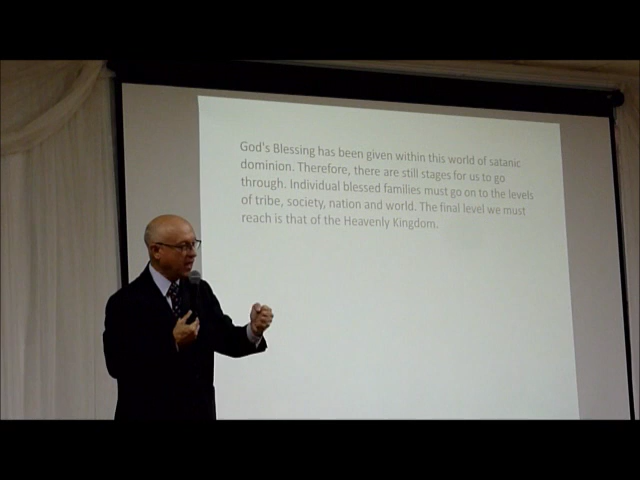 God's Blessing has been given within this world of satanic
dominion. Therefore, there are still stages for us to go
through. Individual blessed families must go on to the levels
of tribe, society, nation and world. The final level we must
reach is that of the Heavenly Kingdom.